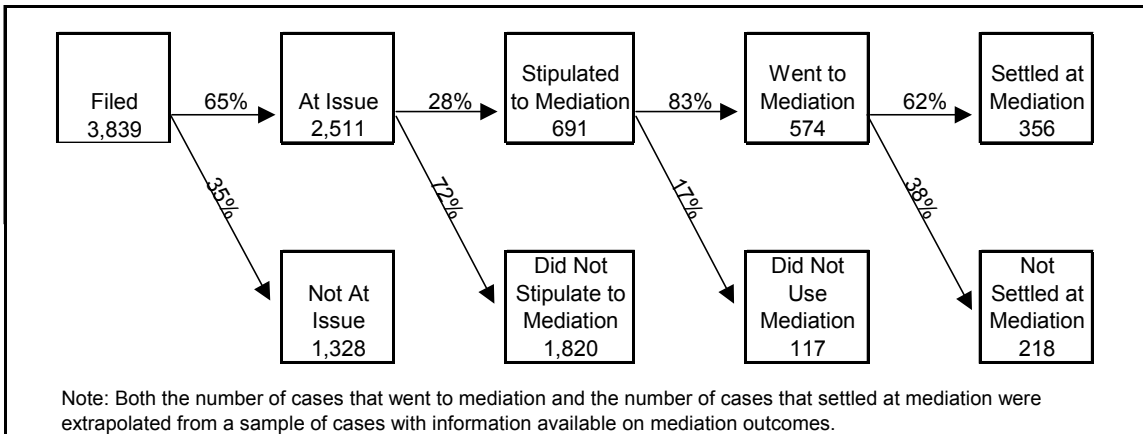 Filed
3,839
65%
At Issue
2,511
28%
Stipulated
to Mediation
691
83%
Went to
Mediation
574
62%
Settled at
Mediation
356
35%
72%
17%
38%
Not At
Issue
1,328
Did Not
Stipulate to
Mediation
1,820
Did Not
Use
Mediation
117
Not
Settled at
Mediation
218
Note: Both the number of cases that went to mediation and the number of cases that settled at mediation were
extrapolated from a sample of cases with information available on mediation outcomes.